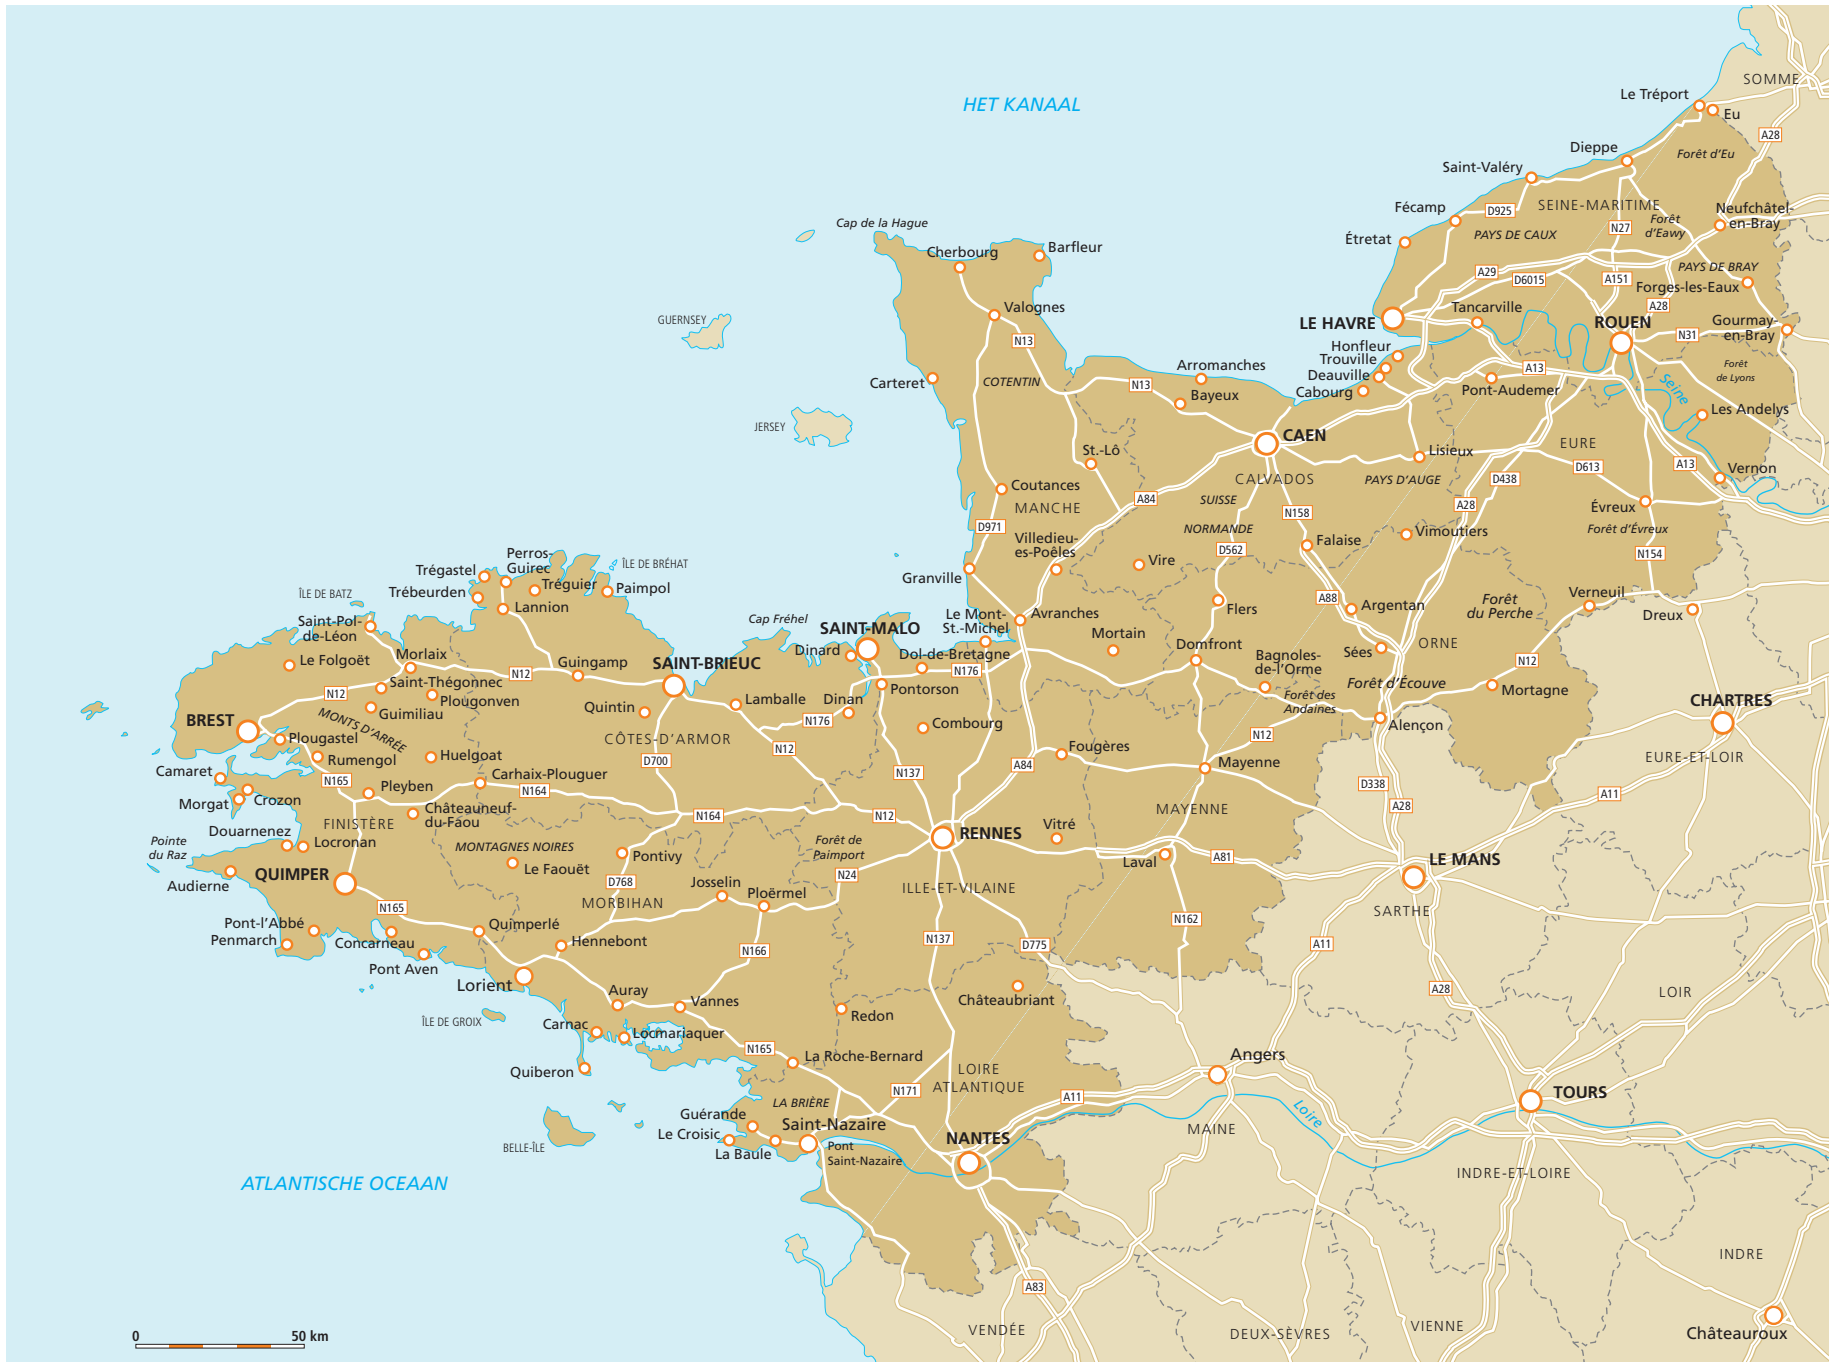 SOMME
HET KANAAL
Le Tréport
Eu
A28
Dieppe
Forêt d'Eu
Saint-Valéry
SEINE-MARITIME
Fécamp
D925
Neufchâtel-
en-Bray
Forêt
d'Eawy
N27
Étretat
PAYS DE CAUX
Cap de la Hague
Cherbourg
Barfleur
A29
D6015
A151
PAYS DE BRAY
Forges-les-Eaux
A28
Valognes
Tancarville
GUERNSEY
LE HAVRE
ROUEN
Gourmay-
en-Bray
N31
N13
Honfleur
Trouville
Deauville
Cabourg
Arromanches
A13
Forêt
de Lyons
Carteret
COTENTIN
N13
Bayeux
Pont-Audemer
Seine
Les Andelys
JERSEY
CAEN
St.-Lô
Lisieux
EURE
D613
A13
Vernon
CALVADOS
PAYS D'AUGE
D438
Coutances
MANCHE
A84
SUISSE
NORMANDE
N158
A28
Évreux
Forêt d'Évreux
D971
Villedieu-
es-Poêles
D562
Falaise
Vimoutiers
N154
Perros-
Guirec
Trégastel
Trébeurden
Tréguier
ÎLE DE BRÉHAT
Paimpol
Lannion
Granville
Vire
ÎLE DE BATZ
Saint-Pol-
de-Léon
Cap Fréhel
SAINT-MALO
Le Mont-
St.-Michel
Avranches
Flers
A88
Argentan
Forêt
du Perche
Verneuil
Dreux
Le Folgoët
Morlaix
Guingamp
SAINT-BRIEUC
Dinard
Dol-de-Bretagne
N176
Mortain
Domfront
Bagnoles-
de-l'Orme
Sées
ORNE
N12
N12
N12
Saint-Thégonnec
Plougonven
Guimiliau
Quintin
Lamballe
Dinan
Pontorson
Forêt des
Andaines
Forêt d'Écouve
Mortagne
CHARTRES
BREST
MONTS D'ARRÉE
N176
Combourg
Alençon
Plougastel
Rumengol
Huelgoat
CÔTES-D'ARMOR
N12
Fougères
N12
Mayenne
EURE-ET-LOIR
Camaret
Crozon
Morgat
N165
Pleyben
Carhaix-Plouguer
N164
D700
N137
A84
D338
A28
A11
Châteauneuf-
du-Faou
FINISTÈRE
N164
N12
MAYENNE
Douarnenez
Locronan
Pointe
du Raz
MONTAGNES NOIRES
Le Faouët
Pontivy
Forêt de
Paimport
RENNES
Vitré
Laval
A81
LE MANS
Audierne
QUIMPER
D768
Josselin
Ploërmel
N24
ILLE-ET-VILAINE
MORBIHAN
SARTHE
N165
Pont-l'Abbé
Penmarch
Concarneau
Quimperlé
Hennebont
N166
N137
D775
N162
A11
Pont Aven
Lorient
A28
LOIR
Auray
Vannes
Châteaubriant
Redon
ÎLE DE GROIX
Carnac
Locmariaquer
N165
La Roche-Bernard
Angers
Quiberon
LOIRE
ATLANTIQUE
N171
A11
TOURS
LA BRIÈRE
Guérande
Saint-Nazaire
Le Croisic
La Baule
Pont
Saint-Nazaire
NANTES
MAINE
Loire
BELLE-ÎLE
ATLANTISCHE OCEAAN
INDRE-ET-LOIRE
INDRE
A83
VENDÉE
DEUX-SÈVRES
VIENNE
Châteauroux
0 50 km